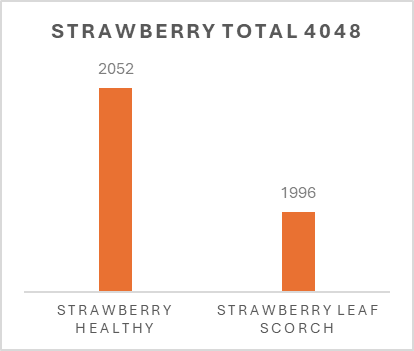 STRAWBERRY TOTAL 4048
2052
1996
STRAWBERRY
HEALTHY
STRAWBERRY LEAF
SCORCH